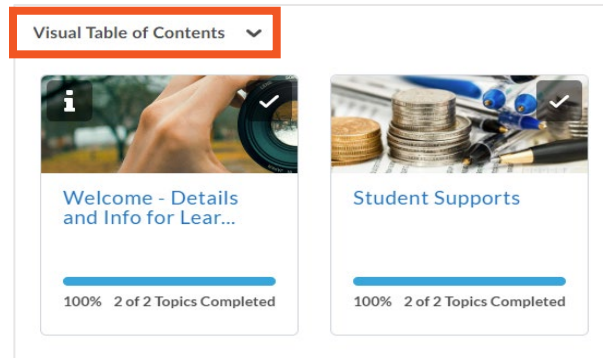 Visual Table of Contents
Welcome - Details
and Info for Lear...
100% 2 of 2 Topics Completed
Student Supports
100% 2 of 2 Topics Completed